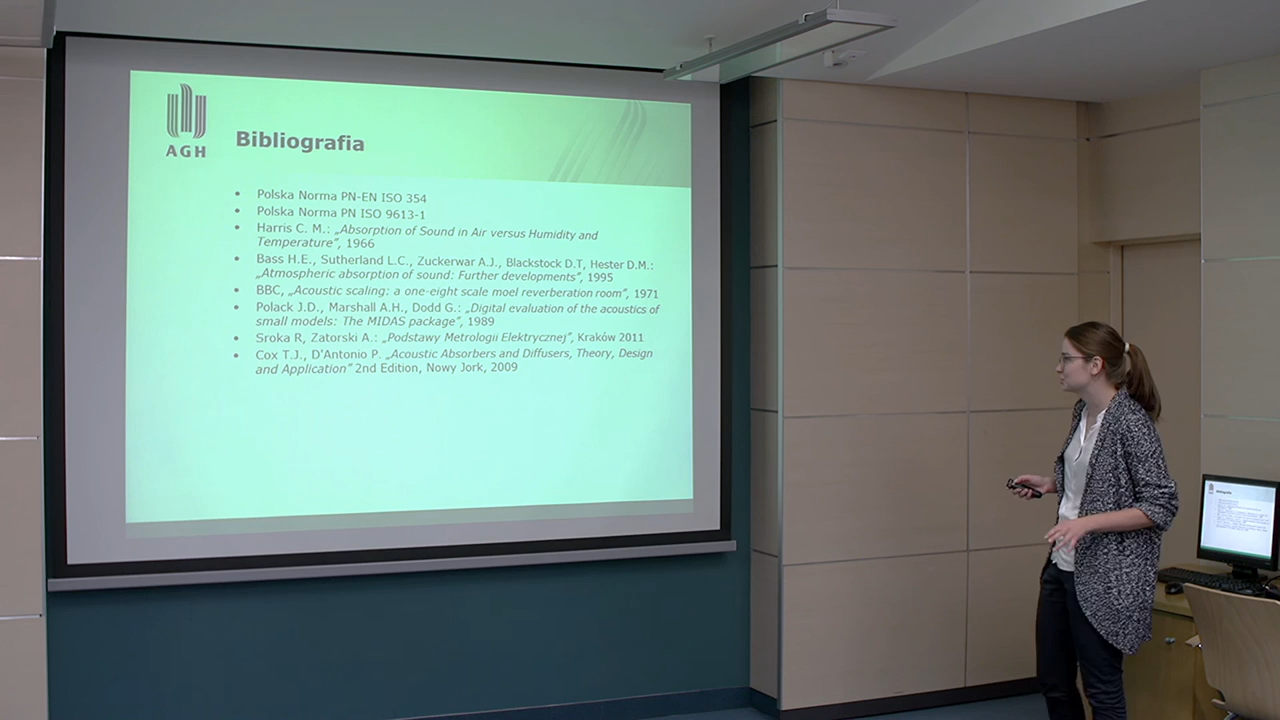 AGH
Bibliografia
• Polska Norma PN-EN ISO 354
• Polska Norma PN ISO 9613-1
• Harris C. M.: „Absorption of Sound in Air versus Humidity and
Temperature”, 1966
• Bass H.E., Sutherland L.C., Zuckerwar A.J., Blackstock D.T, Hester D.M.:
„Atmospheric absorption of sound: Further developments”, 1995
• BBC, „Acoustic scaling: a one-eight scale moel reverberation room”, 1971
• Polack J.D., Marshall A.H., Dodd G.: „Digital evaluation of the acoustics of
small models: The MIDAS package”, 1989
• Sroka R, Zatorski A.: „Podstawy Metrologii Elektrycznej”, Kraków 2011
• Cox T.J., D'Antonio P. „Acoustic Absorbers and Diffusers, Theory, Design
and Application” 2nd Edition, Nowy Jork, 2009
Bibliografia